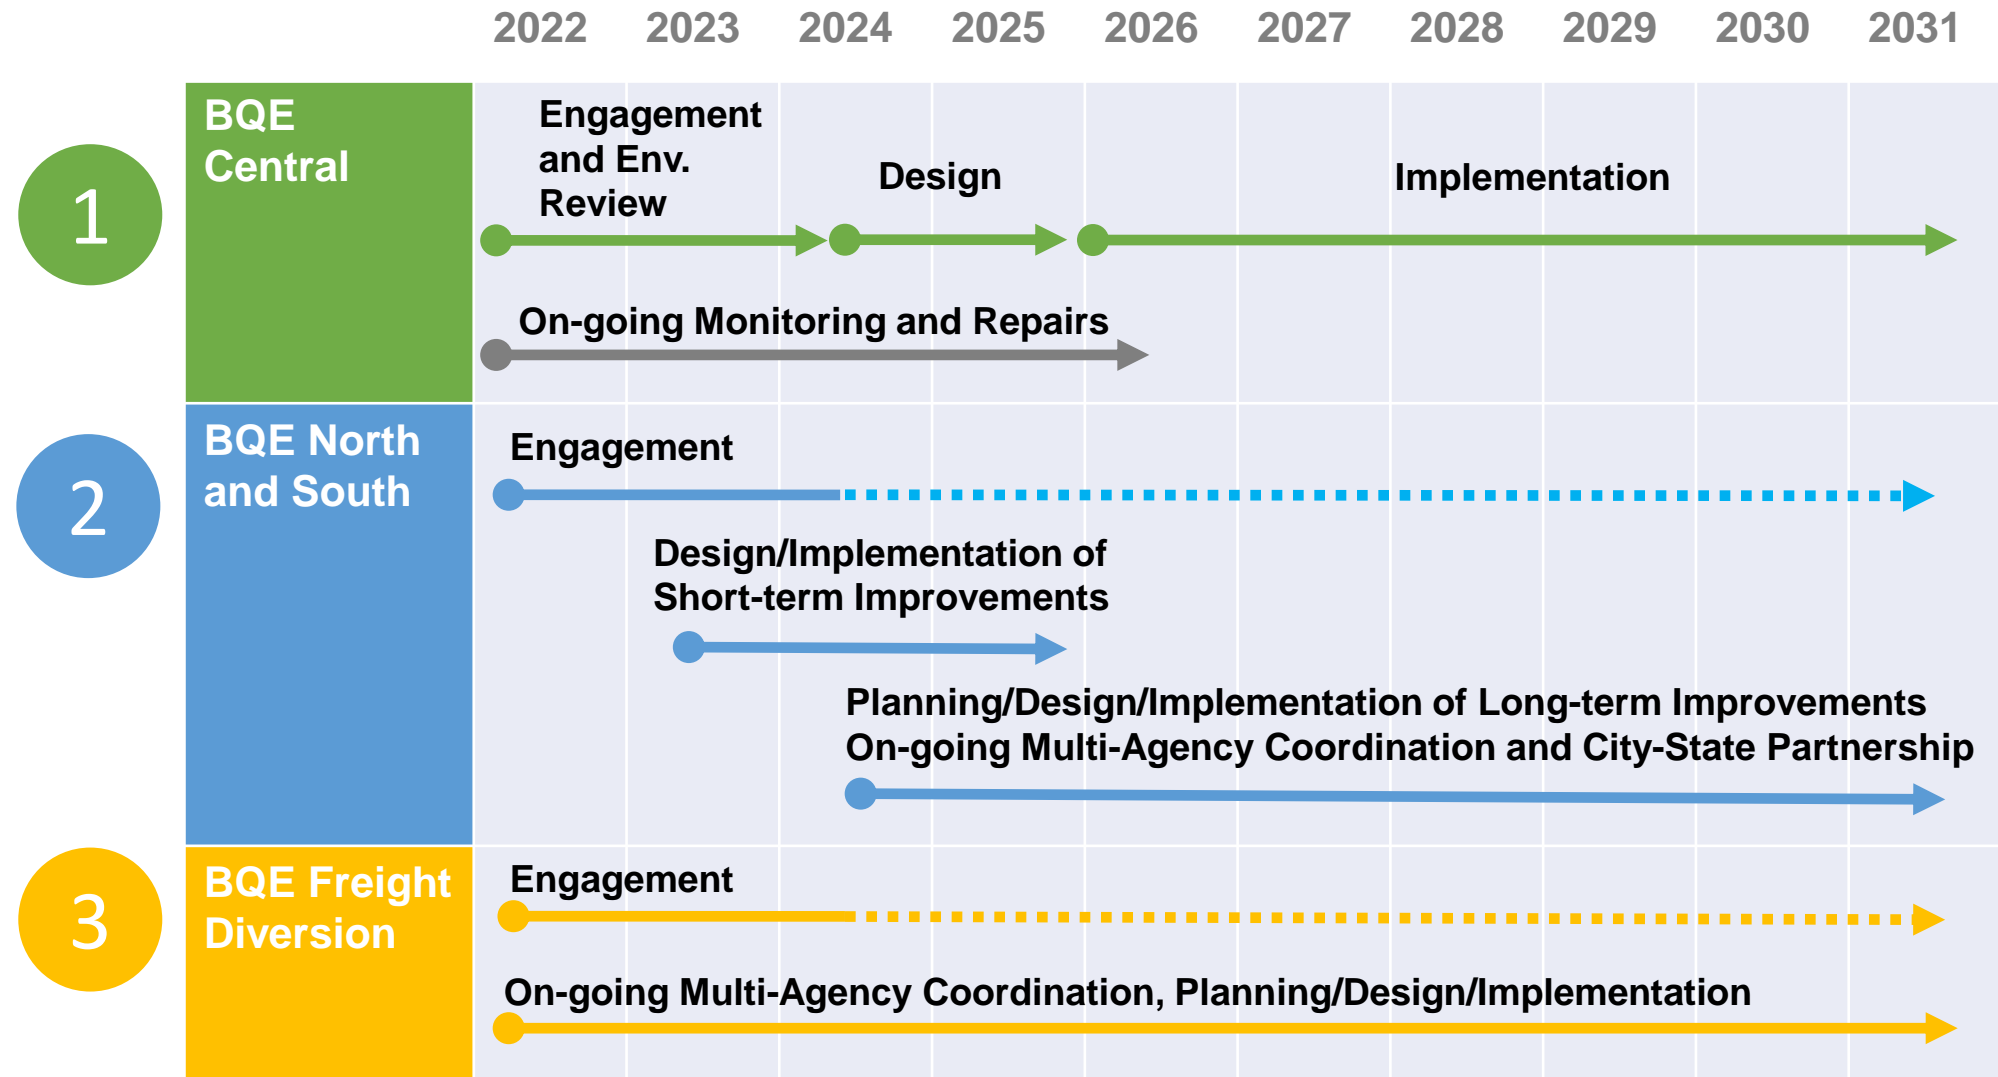 2022 2023 2024 2025 2026 2027 2028 2029 2030 2031
1
BQE
Central
Engagement
and Env.
Review
Design
Implementation
On-going Monitoring and Repairs
2
BQE North
and South
Engagement
Design/Implementation of
Short-term Improvements
Planning/Design/Implementation of Long-term Improvements
On-going Multi-Agency Coordination and City-State Partnership
3
BQE Freight
Diversion
Engagement
On-going Multi-Agency Coordination, Planning/Design/Implementation